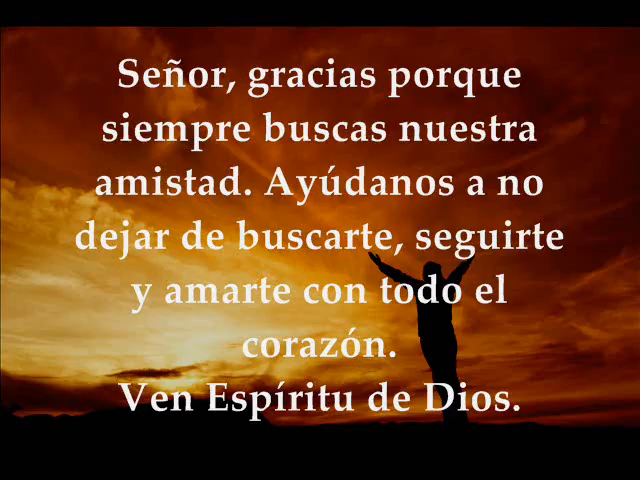 Señor, gracias porque
siempre buscas nuestra
amistad. Ayúdanos a no
dejar de buscarte, seguirte
y amarte con todo el
corazón.
Ven Espíritu de Dios.